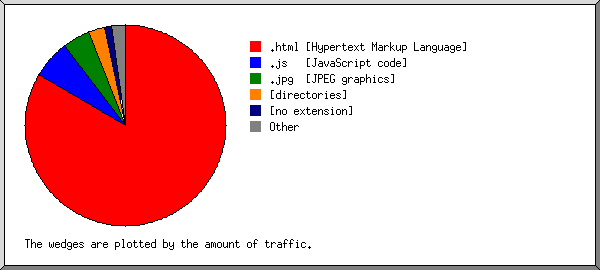 .html [Hypertext Markup Language]
.js [JavaScript code]
.jpg [JPEG graphics]
[directories]
[no extension]
Other
The wedges are plotted by the amount of traffic.